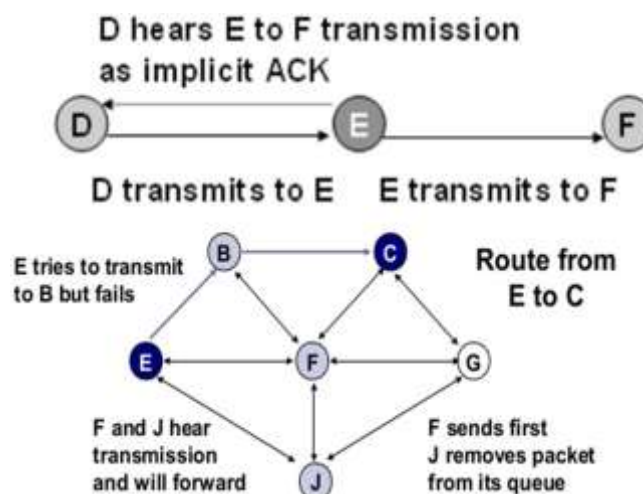 D hears E to F transmission
as implicit ACK
D
E
F
D transmits to E
E transmits to F
E tries to transmit
to B but fails
B
C
Route from
E to C
E
F
G
F and J hear
transmission
and will forward
J
F sends first
J removes packet
from its queue